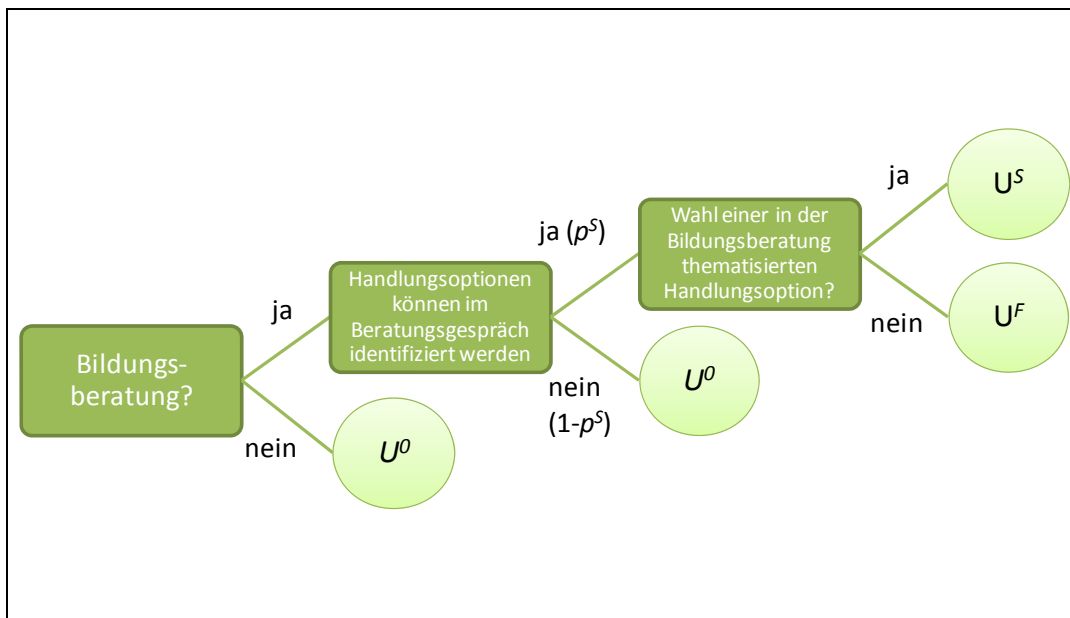 Bildungs-
beratung?
ja
nein
U⁰
Handlungsoptionen
können im
Beratungsgespräch
identifiziert werden
ja (pˢ)
nein
(1-pˢ)
U⁰
Wahl einer in der
Bildungsberatung
thematisierten
Handlungsoption?
ja
nein
Uˢ
Uᶠ